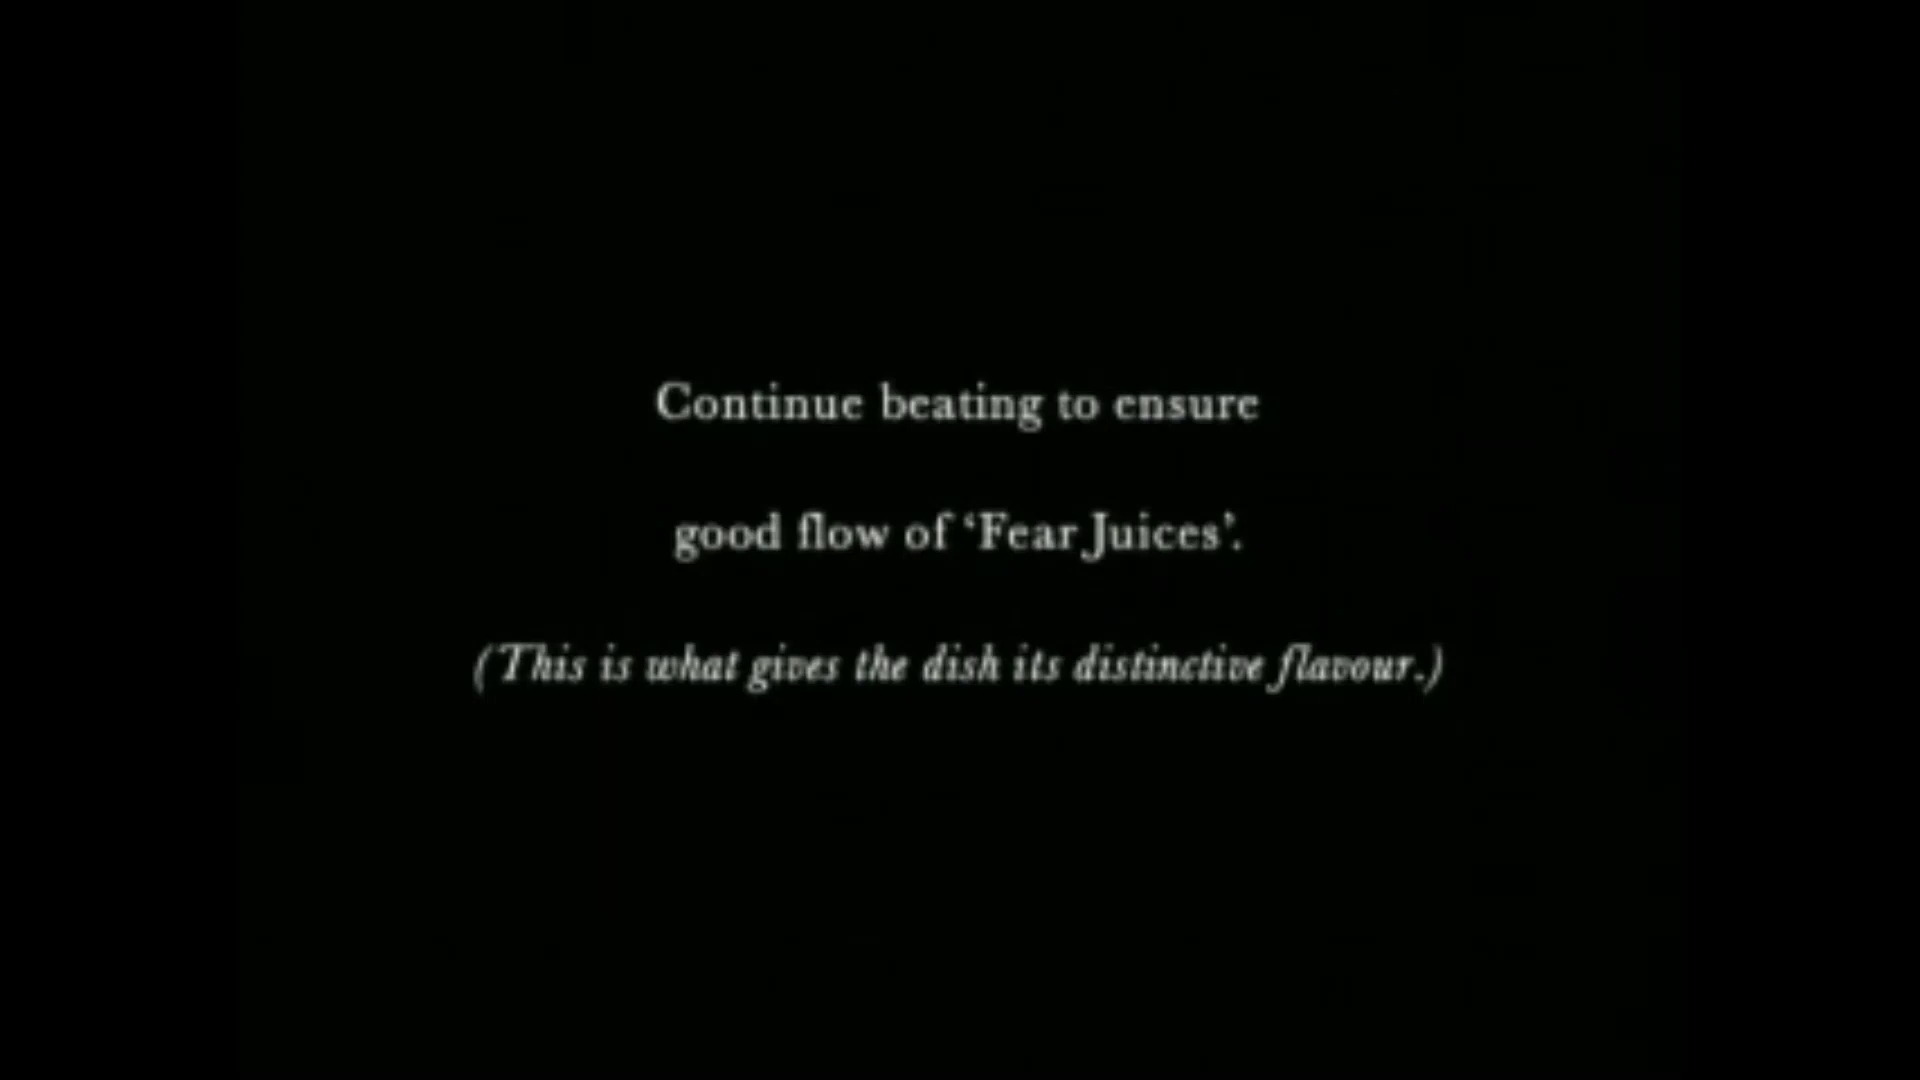 Continue beating to ensure
good flow of ‘Fear Juices’.
(This is what gives the dish its distinctive flavour.)